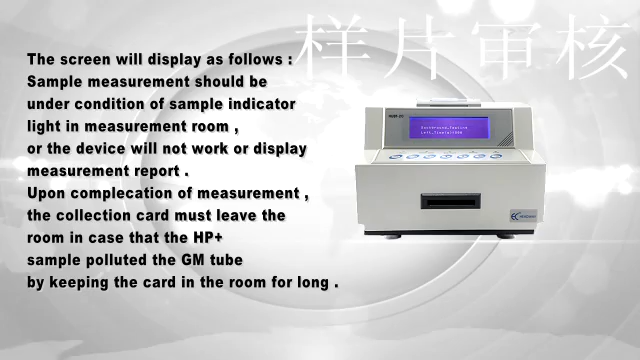 样片审核
The screen will display as follows :
Sample measurement should be
under condition of sample indicator
light in measurement room ,
or the device will not work or display
measurement report .
Upon complecation of measurement ,
the collection card must leave the
room in case that the HP+
sample polluted the GM tube
by keeping the card in the room for long .
Background Testing
EC